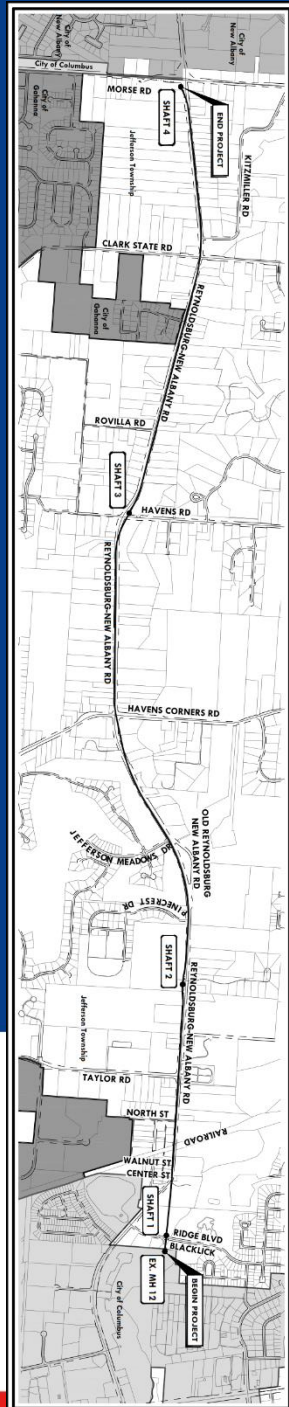 City of
New Albany
City of
New Albany
City of Columbus
MORSE RD
City of
Gahanna
SHAFT 4
END PROJECT
KITZMILLER RD
Jefferson Township
CLARK STATE RD
City of
Gahanna
REYNOLDSBURG-NEW ALBANY RD
ROVILLA RD
SHAFT 3
HAVENS RD
REYNOLDSBURG-NEW ALBANY RD
HAVENS CORNERS RD
OLD REYNOLDSBURG
NEW ALBANY RD
JEFFERSON MEADOWS DR
PINECREST DR
SHAFT 2
REYNOLDSBURG-NEW ALBANY RD
Jefferson Township
TAYLOR RD
NORTH ST
RAILROAD
WALNUT ST
CENTER ST
SHAFT 1
RIDGE BLVD
BLACKLICK
EX. MH 12
BEGIN PROJECT
City of Columbus